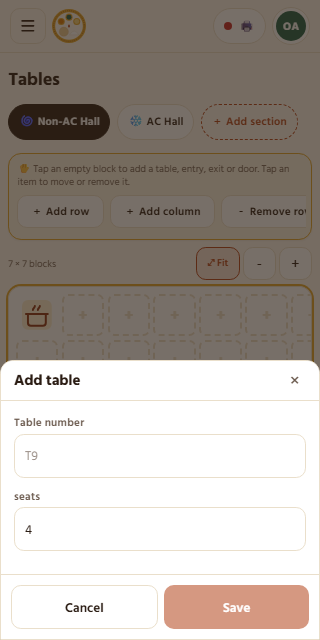 OA
Tables
Non-AC Hall
AC Hall
+ Add section
Tap an empty block to add a table, entry, exit or door. Tap an
item to move or remove it.
+ Add row
+ Add column
- Remove row
7 × 7 blocks
Fit
-
+
Add table
×
Table number
T9
seats
4
Cancel
Save